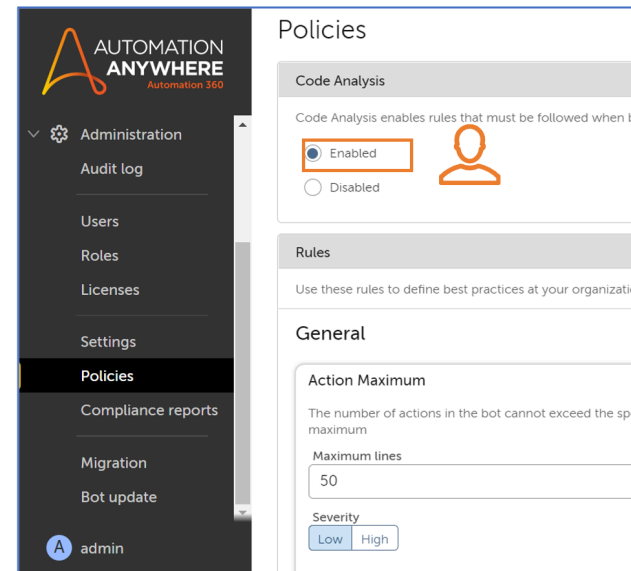 AUTOMATION
ANYWHERE
Automation 360
Administration
Audit log
Users
Roles
Licenses
Settings
Policies
Compliance reports
Migration
Bot update
A admin
Policies
Code Analysis
Code Analysis enables rules that must be followed when
Enabled
Disabled
Rules
Use these rules to define best practices at your
General
Action Maximum
The number of actions in the bot cannot exceed the
maximum
Maximum lines
50
Severity
Low High